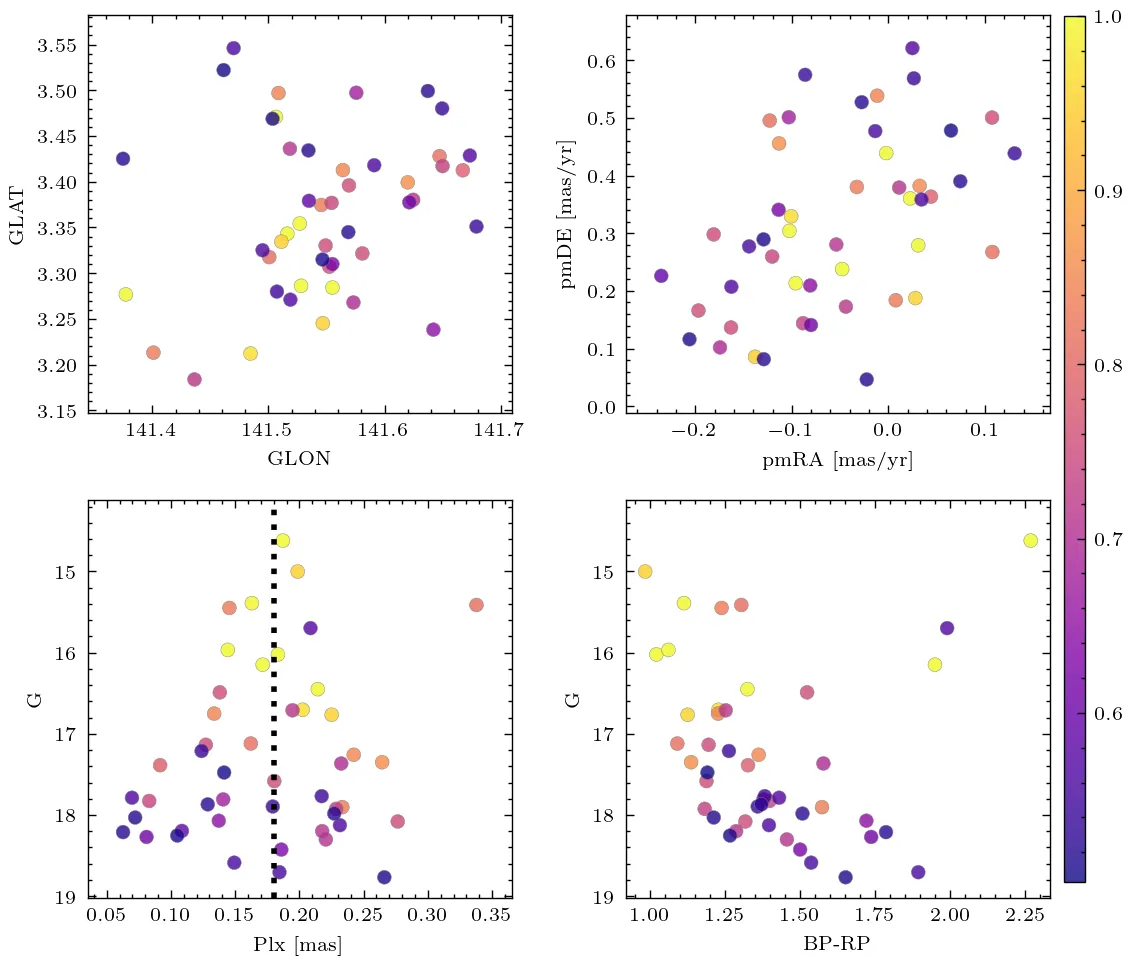 3.55
3.50
3.45
3.40
3.35
3.30
3.25
3.20
3.15
GLAT
141.4 141.5 141.6 141.7
GLON
0.6
0.5
0.4
0.3
0.2
0.1
0.0
pmDE [mas/yr]
−0.2 −0.1 0.0 0.1
pmRA [mas/yr]
1.0
0.9
0.8
0.7
0.6
15
16
17
18
19
G
0.05 0.10 0.15 0.20 0.25 0.30 0.35
Plx [mas]
15
16
17
18
19
G
1.00 1.25 1.50 1.75 2.00 2.25
BP-RP